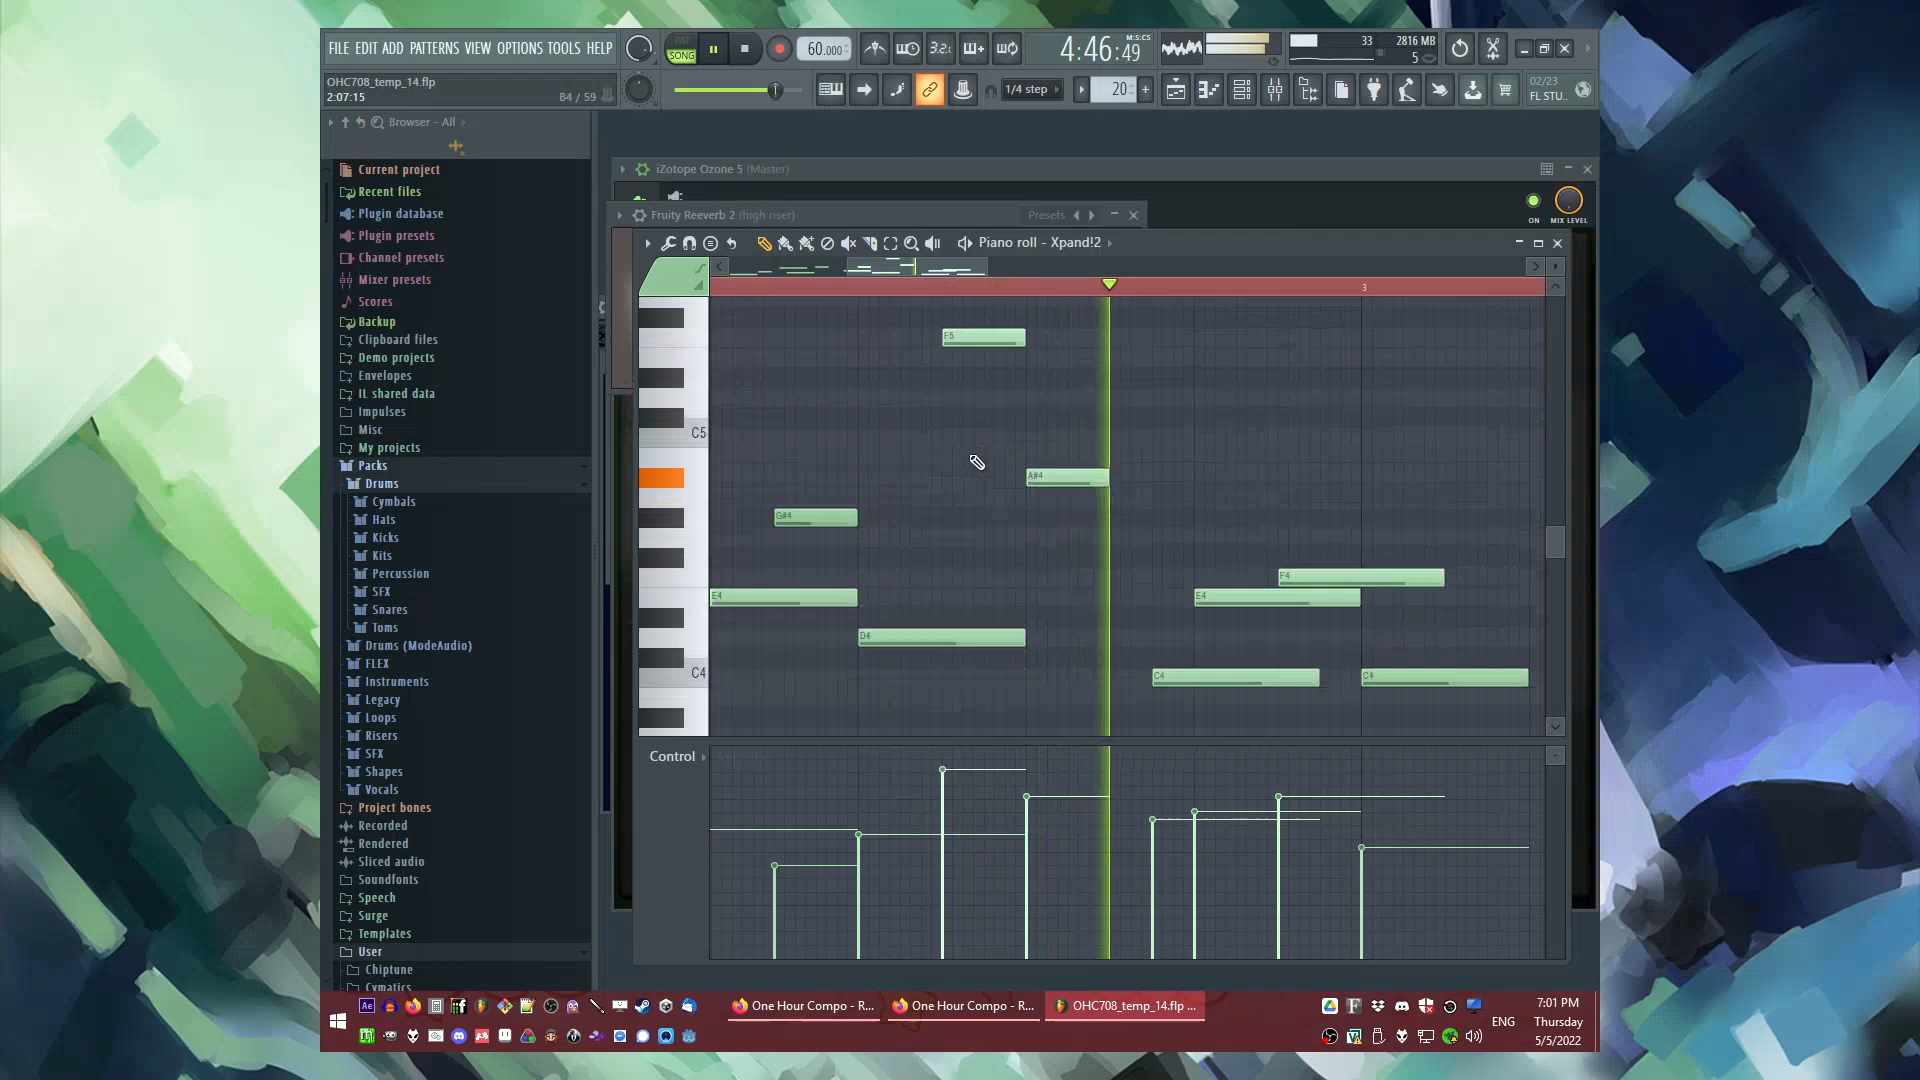 FILE EDIT ADD PATTERNS VIEW OPTIONS TOOLS HELP
PAT
SONG
60.000
3.2.
4:46:49
M:S:CS
33
2816 MB
5
OHC708_temp_14.flp
2:07:15
B4 / 59
1/4 step
20
02/23
FL STU..
Browser - All
Current project
Recent files
Plugin database
Plugin presets
Channel presets
Mixer presets
Scores
Backup
Clipboard files
Demo projects
Envelopes
IL shared data
Impulses
Misc
My projects
Packs
Drums
Cymbals
Hats
Kicks
Kits
Percussion
SFX
Snares
Toms
Drums (ModeAudio)
FLEX
Instruments
Legacy
Loops
Risers
SFX
Shapes
Vocals
Project bones
Recorded
Rendered
Sliced audio
Soundfonts
Speech
Surge
Templates
User
Chiptune
Cymatics
iZotope Ozone 5 (Master)
ON
MIX LEVEL
Fruity Reeverb 2 (high riser)
Presets
Piano roll - Xpand!2
3
F5
C5
A#4
G#4
F4
E4
E4
D4
C4
C4
C4
Control
One Hour Compo - R...
One Hour Compo - R...
OHC708_temp_14.flp ...
ENG
7:01 PM
Thursday
5/5/2022